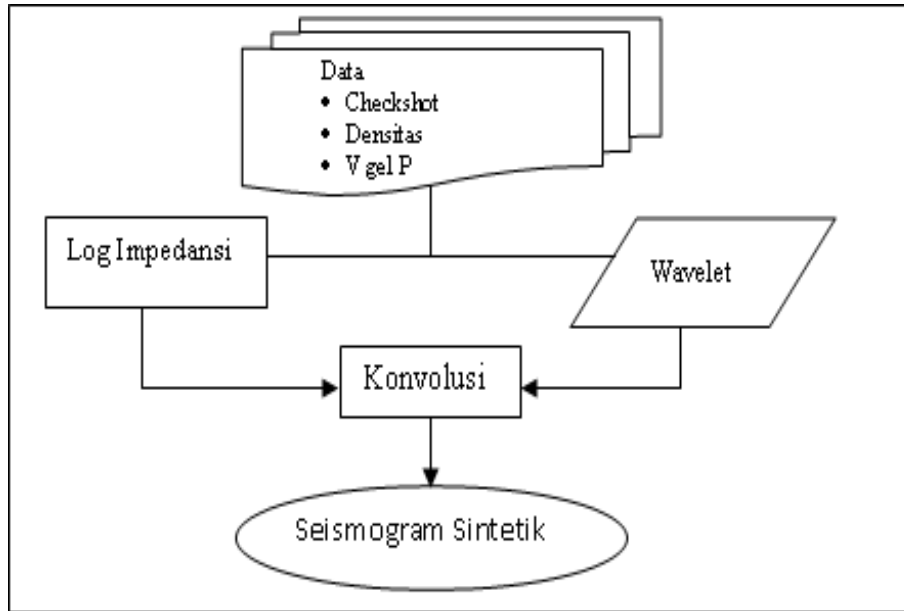 Data
• Checkshot
• Densitas
• V gel P
Log Impedansi
Wavelet
Konvolusi
Seismogram Sintetik